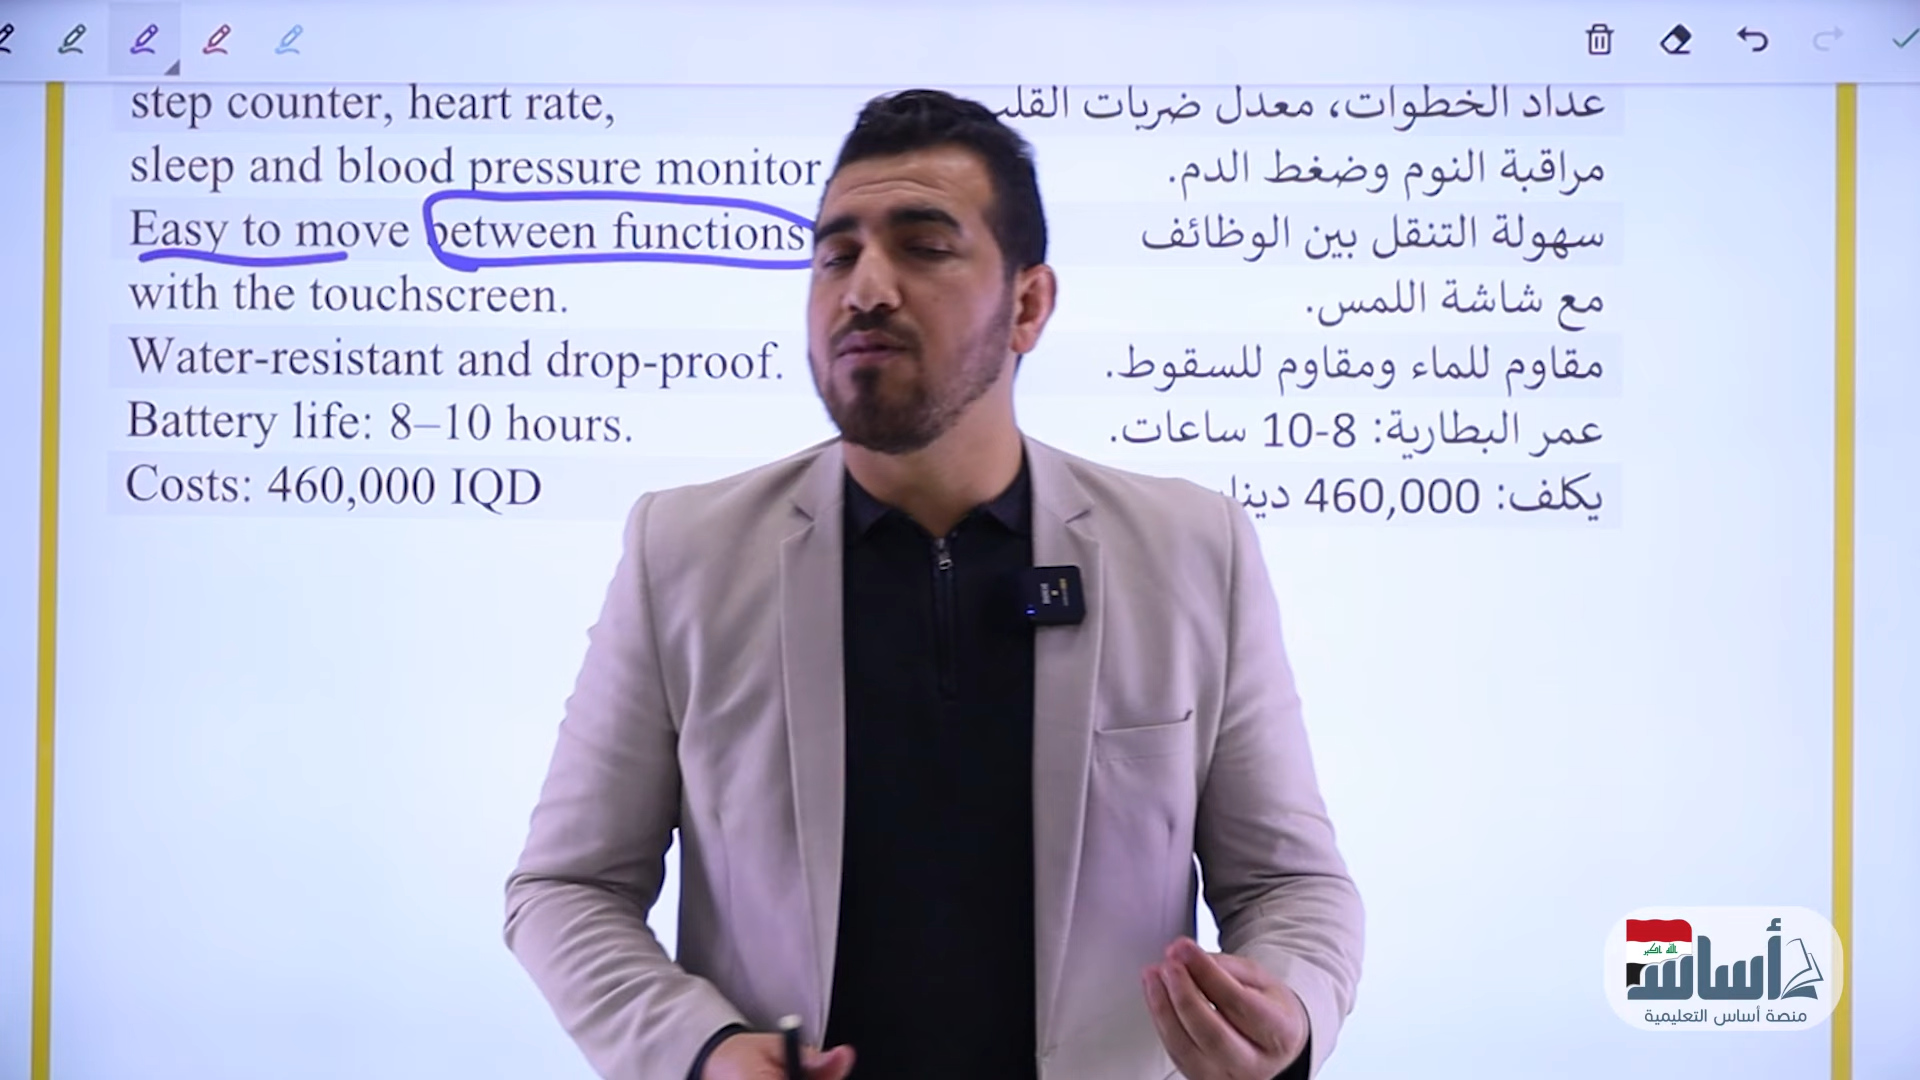 step counter, heart rate,
عداد الخطوات، معدل ضربات القلب
sleep and blood pressure monitor
مراقبة النوم وضغط الدم.
Easy to move between functions
سهولة التنقل بين الوظائف
with the touchscreen.
مع شاشة اللمس.
Water-resistant and drop-proof.
مقاوم للماء ومقاوم للسقوط.
Battery life: 8–10 hours.
عمر البطارية: 8-10 ساعات.
Costs: 460,000 IQD
يكلف: 460,000
أساس
منصة أساس التعليمية